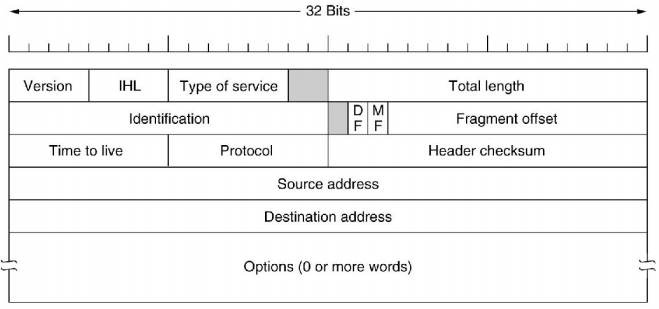 32 Bits
Version IHL Type of service Total length
Identification D F M F Fragment offset
Time to live Protocol Header checksum
Source address
Destination address
Options (0 or more words)